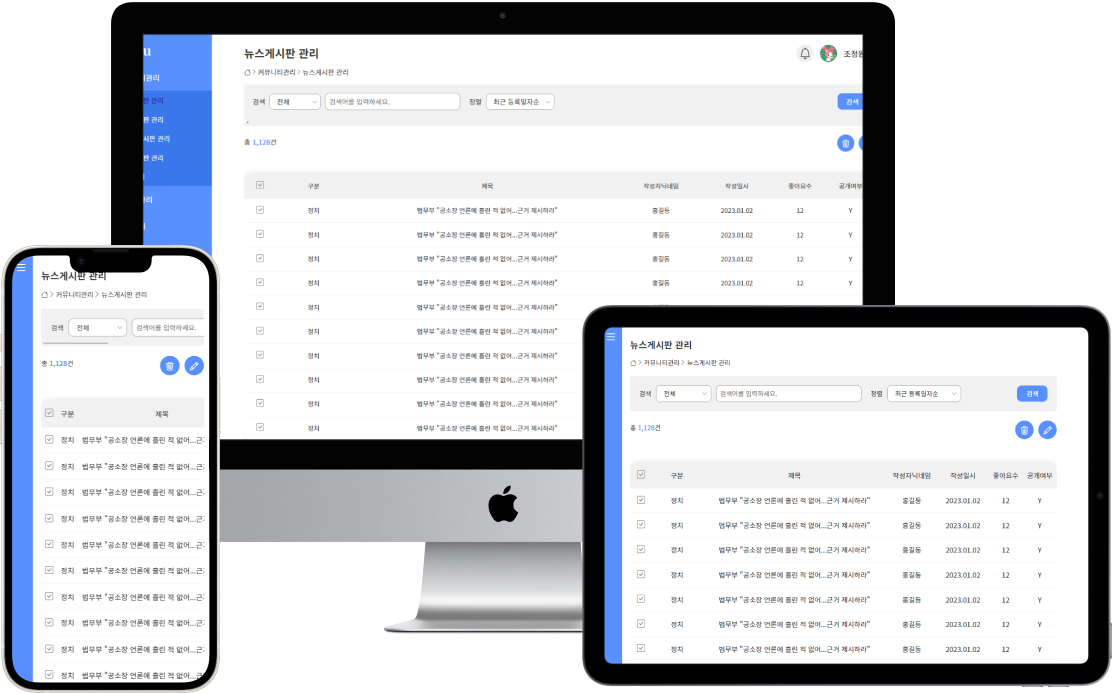 u
관리
판 관리
판 관리
시판 관리
판 관리
관리
뉴스게시판 관리
조정원
커뮤니티관리 > 뉴스게시판 관리
검색 전체 검색어를 입력하세요. 정렬 최근 등록일자순 검색
총 1,128건
구분 제목 작성자닉네임 작성일시 좋아요수 공개여부
정치 법무부 "공소장 언론에 흘린 적 없어...근거 제시하라" 홍길동 2023.01.02 12 Y
정치 법무부 "공소장 언론에 흘린 적 없어...근거 제시하라" 홍길동 2023.01.02 12 Y
정치 법무부 "공소장 언론에 흘린 적 없어...근거 제시하라" 홍길동 2023.01.02 12 Y
정치 법무부 "공소장 언론에 흘린 적 없어...근거 제시하라" 홍길동 2023.01.02 12 Y
정치 법무부 "공소장 언론에 흘린 적 없어...근거 제시하라"
정치 법무부 "공소장 언론에 흘린 적 없어...근거 제시하라"
정치 법무부 "공소장 언론에 흘린 적 없어...근거 제시하라"
정치 법무부 "공소장 언론에 흘린 적 없어...근거 제시하라"
정치 법무부 "공소장 언론에 흘린 적 없어...근거 제시하라"
정치 법무부 "공소장 언론에 흘린 적 없어...근거 제시하라"
뉴스게시판 관리
커뮤니티관리 > 뉴스게시판 관리
검색 전체 검색어를 입력하세요.
총 1,128건
구분 제목
정치 법무부 "공소장 언론에 흘린 적 없어...근거
정치 법무부 "공소장 언론에 흘린 적 없어...근거
정치 법무부 "공소장 언론에 흘린 적 없어...근거
정치 법무부 "공소장 언론에 흘린 적 없어...근거
정치 법무부 "공소장 언론에 흘린 적 없어...근거
정치 법무부 "공소장 언론에 흘린 적 없어...근거
정치 법무부 "공소장 언론에 흘린 적 없어...근거
정치 법무부 "공소장 언론에 흘린 적 없어...근거
정치 법무부 "공소장 언론에 흘린 적 없어...근거
정치 법무부 "공소장 언론에 흘린 적 없어...근거
뉴스게시판 관리
커뮤니티관리 > 뉴스게시판 관리
검색 전체 검색어를 입력하세요. 정렬 최근 등록일자순 검색
총 1,128건
구분 제목 작성자닉네임 작성일시 좋아요수 공개여부
정치 법무부 "공소장 언론에 흘린 적 없어...근거 제시하라" 홍길동 2023.01.02 12 Y
정치 법무부 "공소장 언론에 흘린 적 없어...근거 제시하라" 홍길동 2023.01.02 12 Y
정치 법무부 "공소장 언론에 흘린 적 없어...근거 제시하라" 홍길동 2023.01.02 12 Y
정치 법무부 "공소장 언론에 흘린 적 없어...근거 제시하라" 홍길동 2023.01.02 12 Y
정치 법무부 "공소장 언론에 흘린 적 없어...근거 제시하라" 홍길동 2023.01.02 12 Y
정치 법무부 "공소장 언론에 흘린 적 없어...근거 제시하라" 홍길동 2023.01.02 12 Y
정치 법무부 "공소장 언론에 흘린 적 없어...근거 제시하라" 홍길동 2023.01.02 12 Y